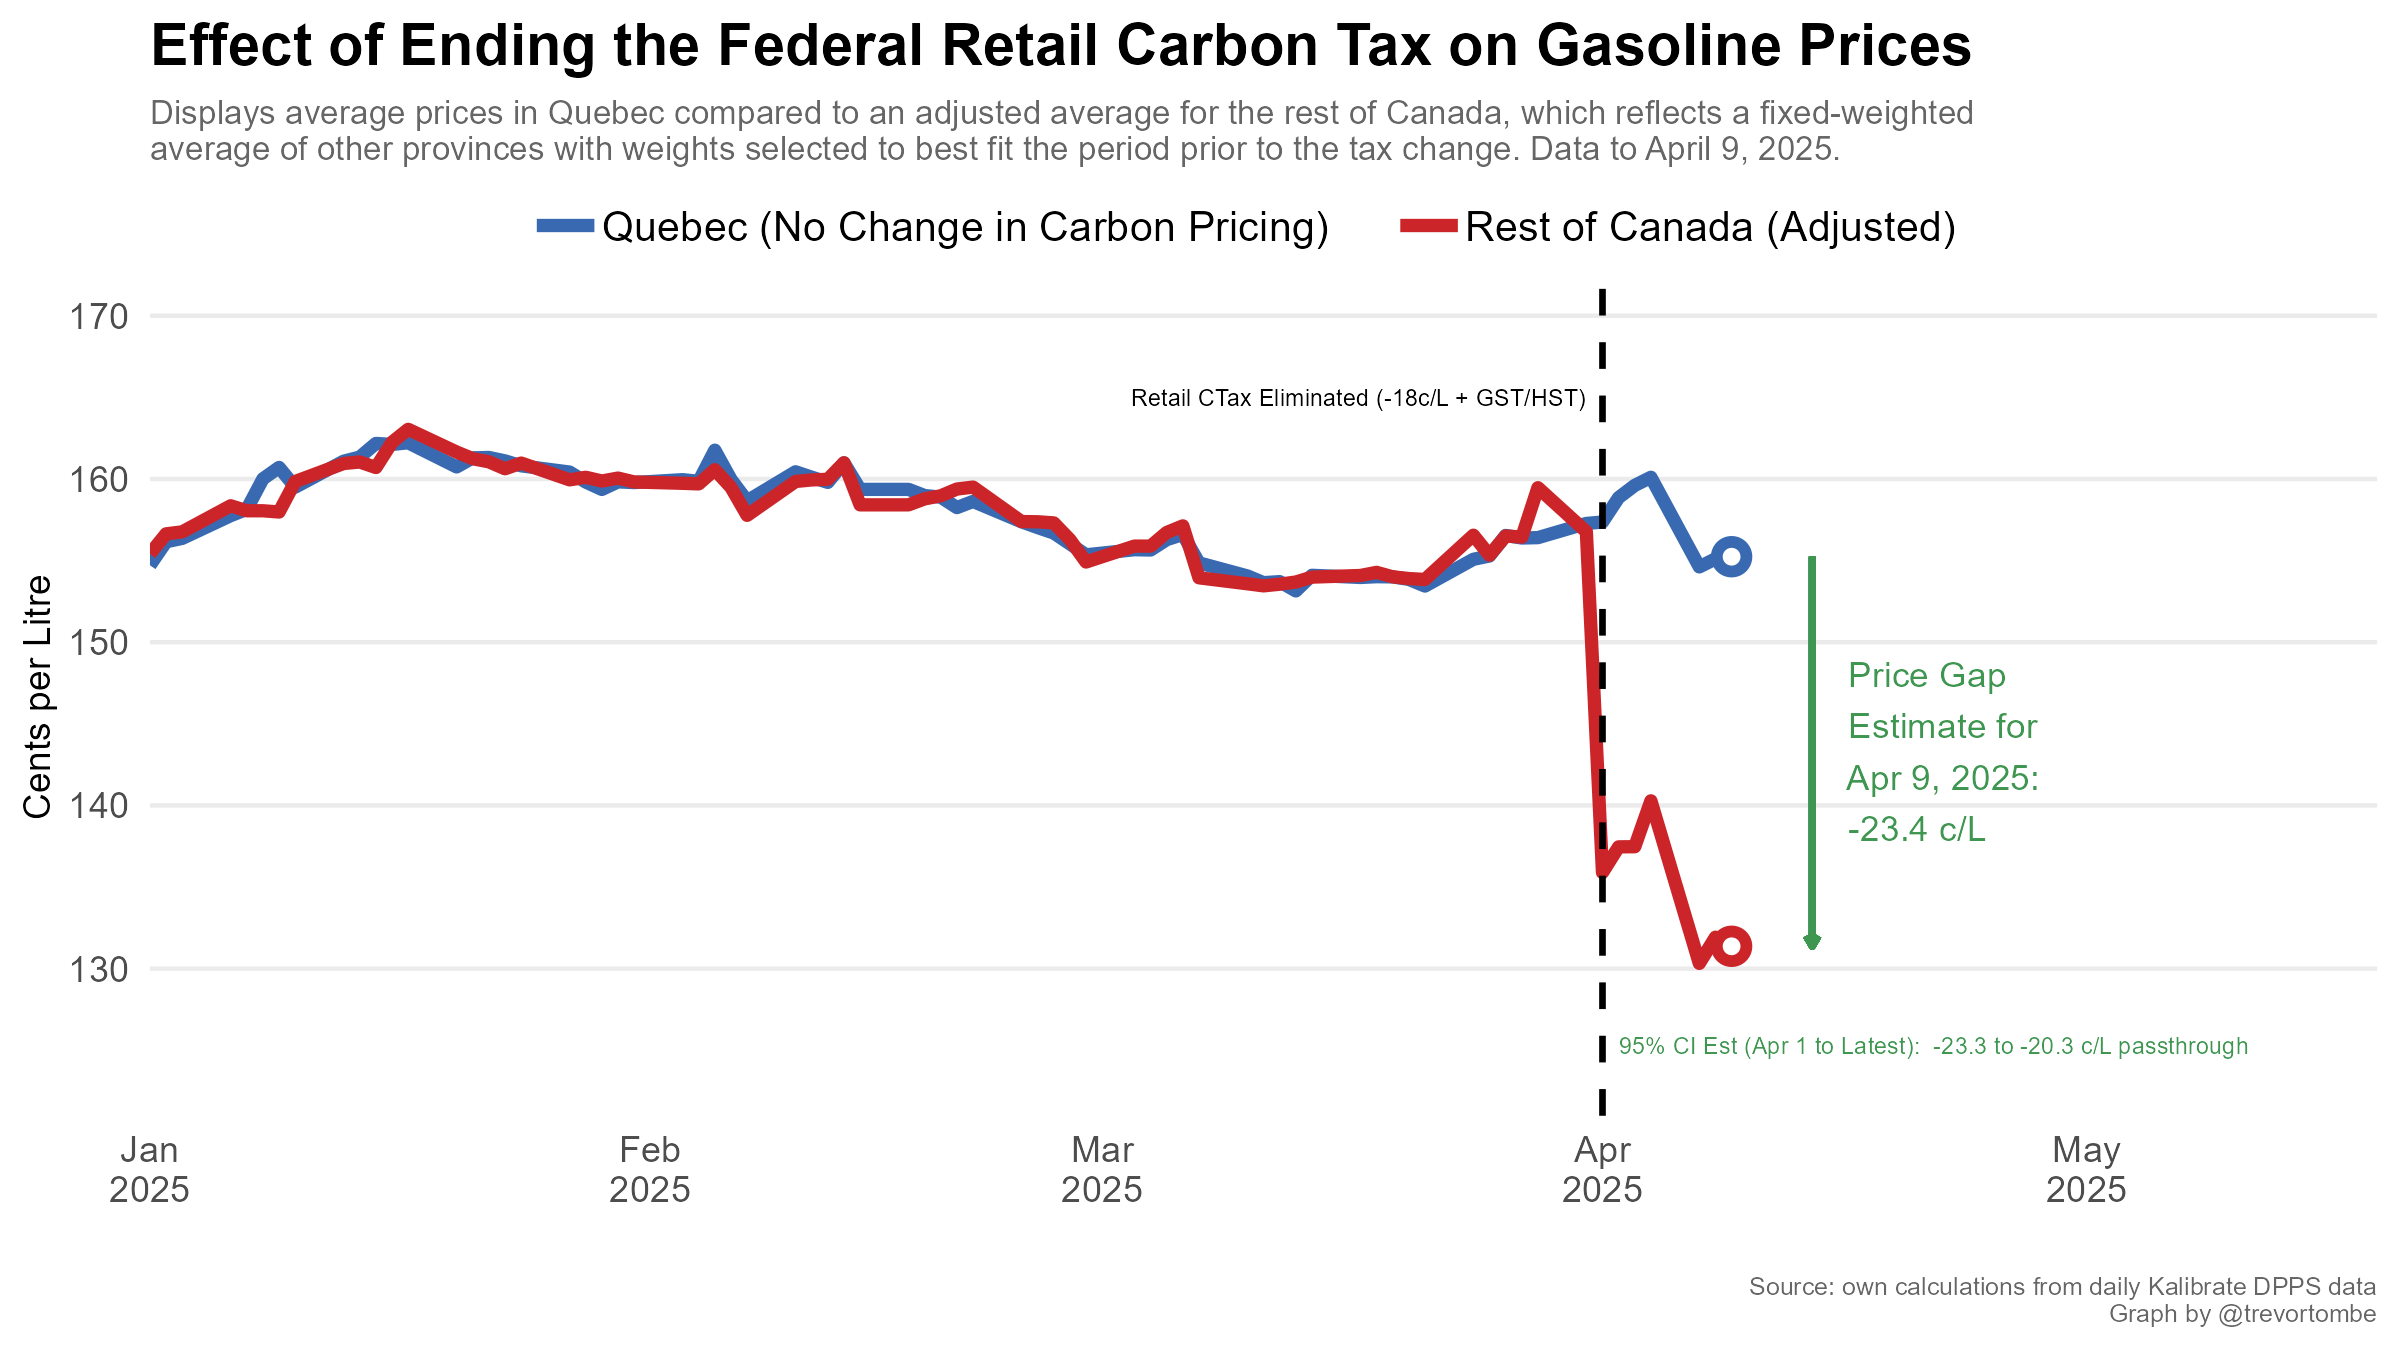 Effect of Ending the Federal Retail Carbon Tax on Gasoline Prices
Displays average prices in Quebec compared to an adjusted average for the rest of Canada, which reflects a fixed-weighted
average of other provinces with weights selected to best fit the period prior to the tax change. Data to April 9, 2025.
Quebec (No Change in Carbon Pricing)
Rest of Canada (Adjusted)
170
Retail CTax Eliminated (-18c/L + GST/HST)
160
150
140
130
Cents per Litre
Price Gap
Estimate for
Apr 9, 2025:
-23.4 c/L
95% CI Est (Apr 1 to Latest):  -23.3 to -20.3 c/L passthrough
Jan
2025
Feb
2025
Mar
2025
Apr
2025
May
2025
Source: own calculations from daily Kalibrate DPPS data
Graph by @trevortombe